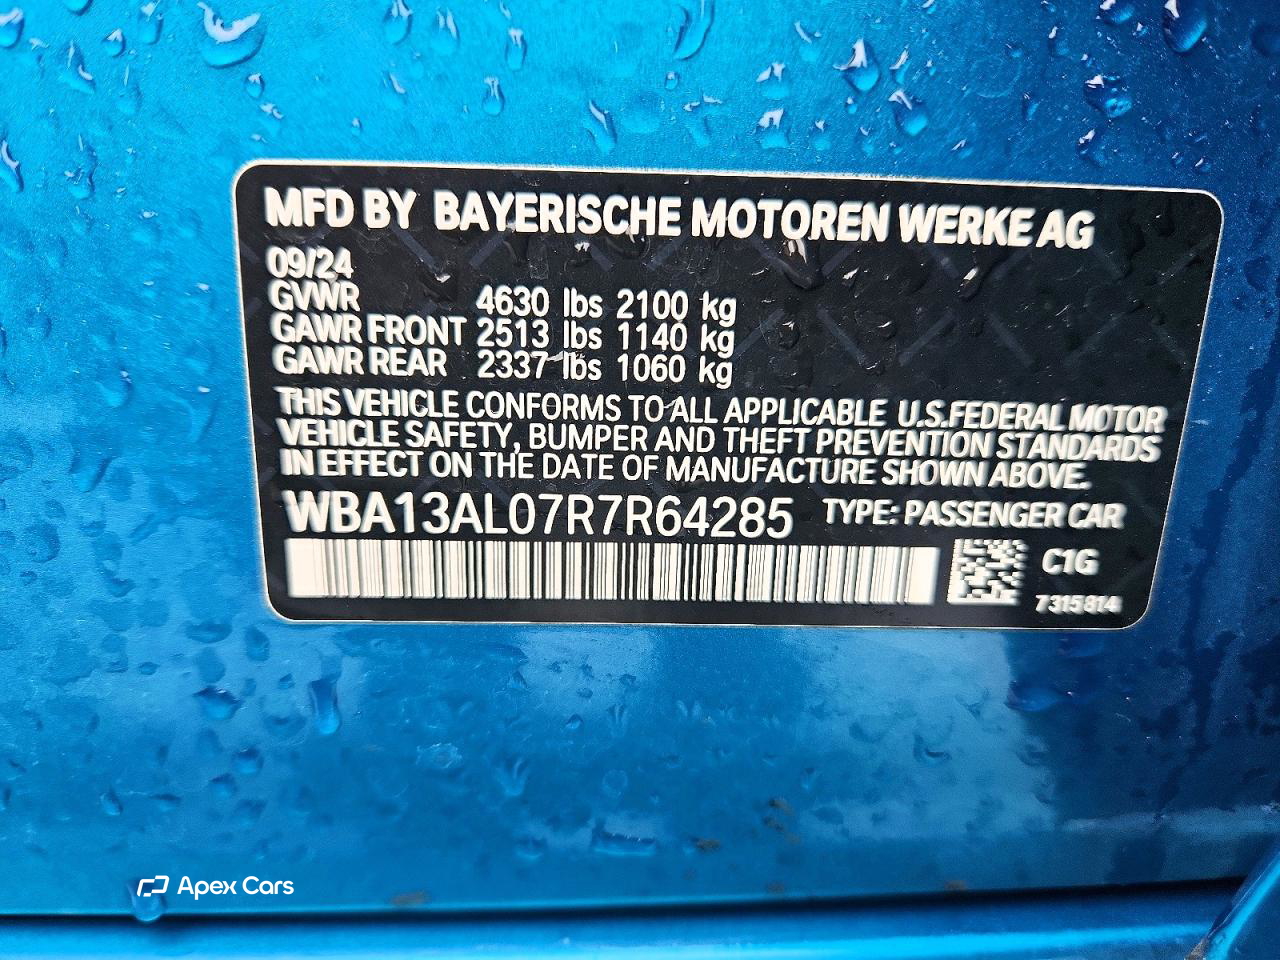 MFD BY BAYERISCHE MOTOREN WERKE AG
09/24
GVWR 4630 lbs 2100 kg
GAWR FRONT 2513 lbs 1140 kg
GAWR REAR 2337 lbs 1060 kg
THIS VEHICLE CONFORMS TO ALL APPLICABLE U.S.FEDERAL MOTOR
VEHICLE SAFETY, BUMPER AND THEFT PREVENTION STANDARDS
IN EFFECT ON THE DATE OF MANUFACTURE SHOWN ABOVE.
WBA13AL07R7R64285 TYPE: PASSENGER CAR
C1G
7315814
Apex Cars